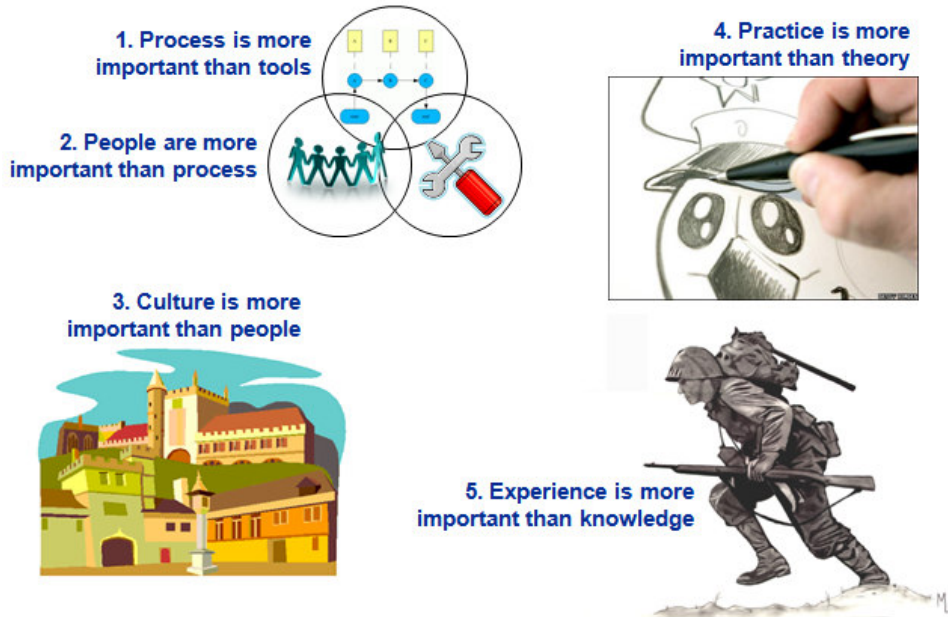 1. Process is more
important than tools
2. People are more
important than process
3. Culture is more
important than people
4. Practice is more
important than theory
5. Experience is more
important than knowledge
M